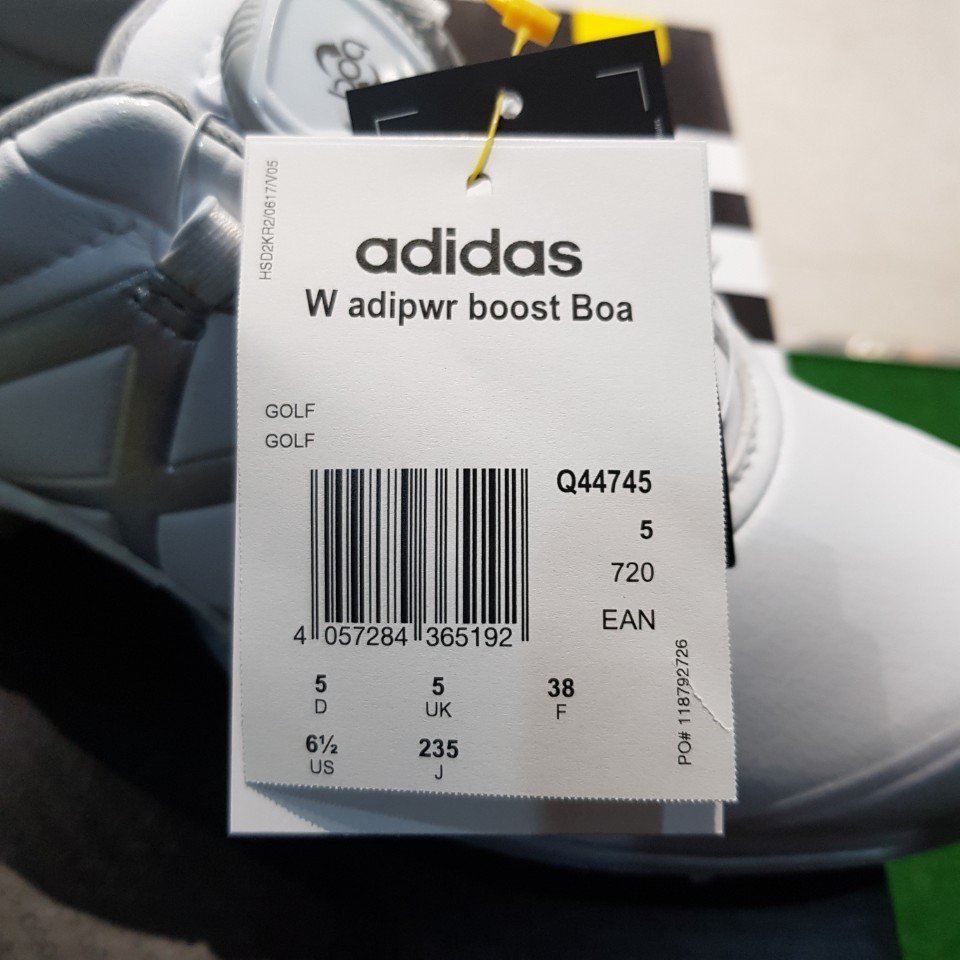 boa
HSD2KR2/0617/V05
adidas
W adipwr boost Boa
GOLF
GOLF
Q44745
5
720
EAN
4 057284 365192
5 5 38
D UK F
6½ 235
US J
PO# 118792726